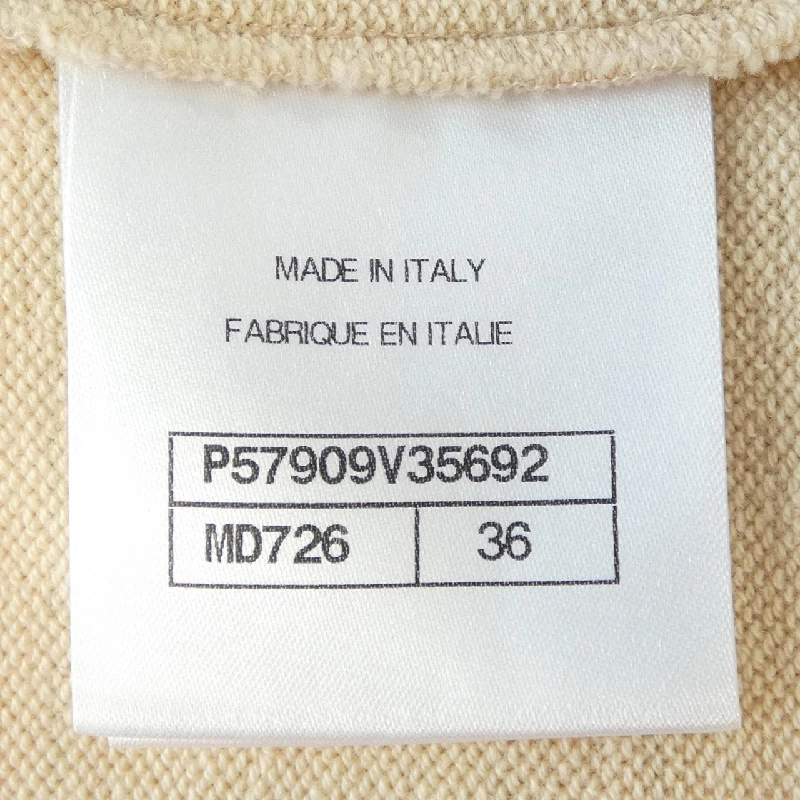 MADE IN ITALY
FABRIQUE EN ITALIE
P57909V35692
MD726 36